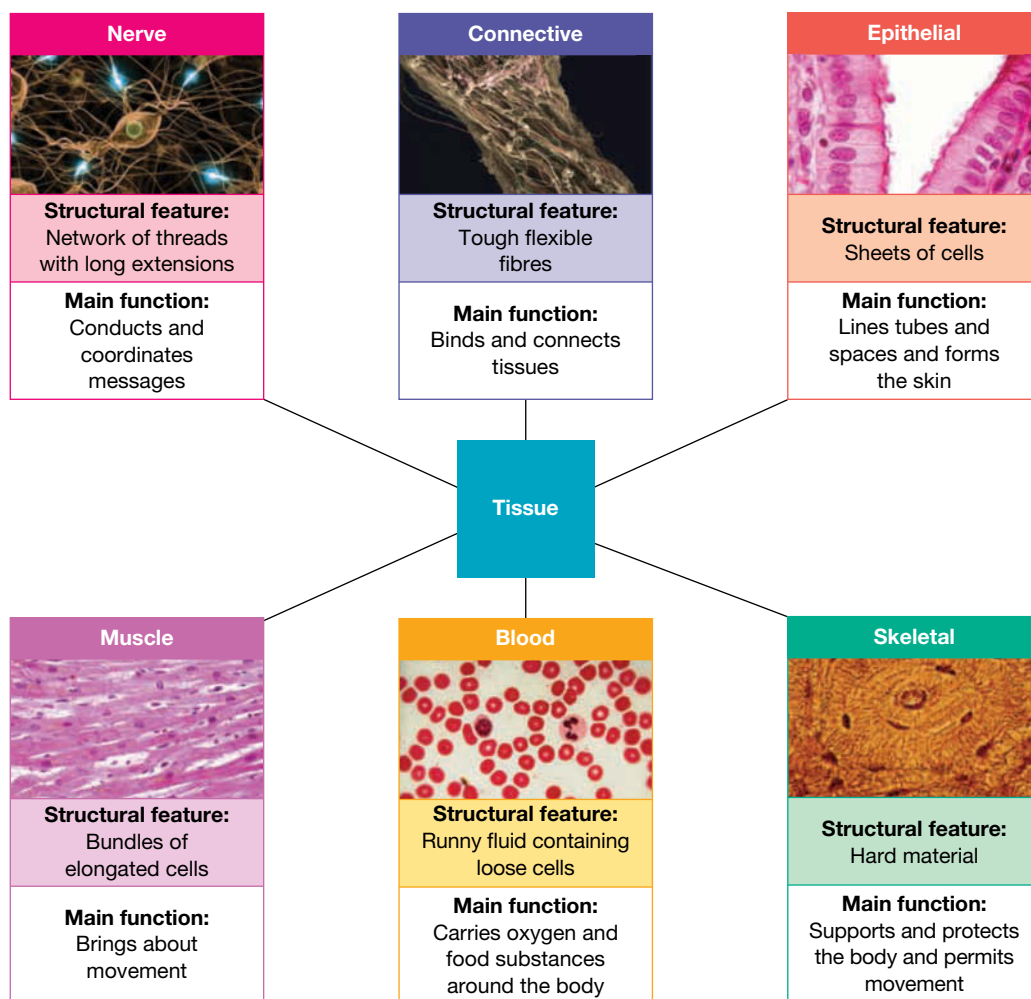 Nerve
Structural feature:
Network of threads
with long extensions
Main function:
Conducts and
coordinates
messages
Connective
Structural feature:
Tough flexible
fibres
Main function:
Binds and connects
tissues
Epithelial
Structural feature:
Sheets of cells
Main function:
Lines tubes and
spaces and forms
the skin
Tissue
Muscle
Structural feature:
Bundles of
elongated cells
Main function:
Brings about
movement
Blood
Structural feature:
Runny fluid containing
loose cells
Main function:
Carries oxygen and
food substances
around the body
Skeletal
Structural feature:
Hard material
Main function:
Supports and protects
the body and permits
movement